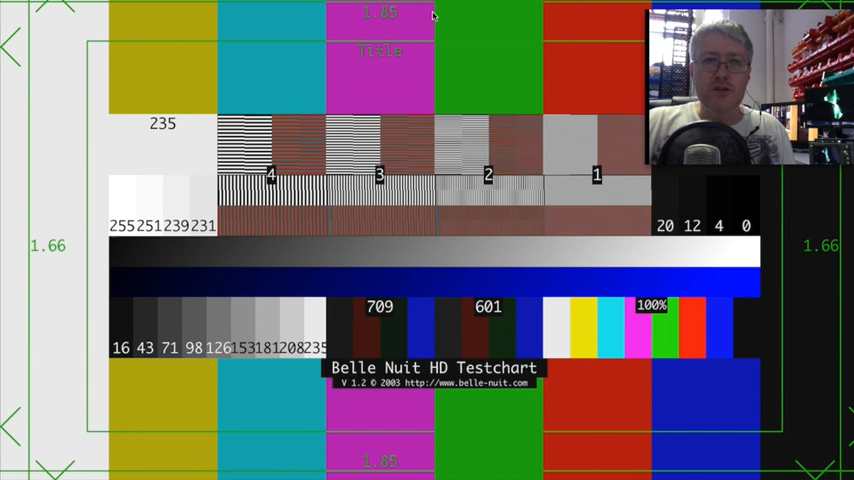 1.85
Title
235
4 3 2 1
255 251 239 231
20 12 4 0
1.66
1.66
709 601 100%
16 43 71 98 126 153 181 208 235
Belle Nuit HD Testchart
V 1.2 © 2003 http://www.belle-nuit.com
1.85